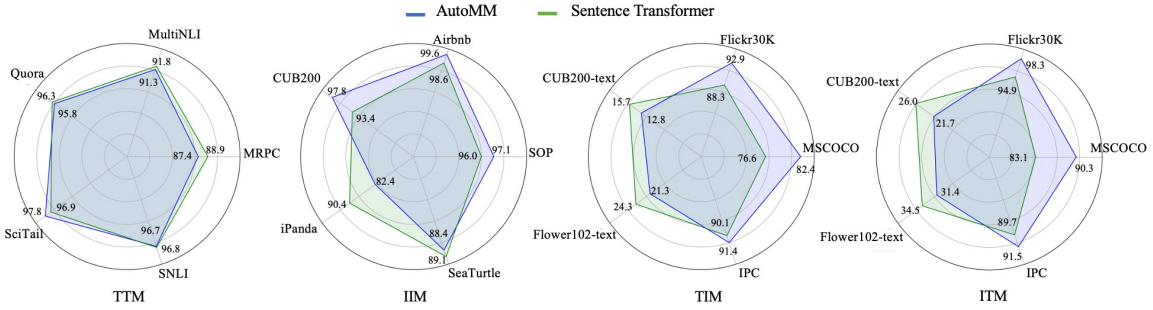 AutoMM
Sentence Transformer
MultiNLI
91.8
91.3
Quora
96.3
95.8
88.9
MRPC
87.4
97.8
96.9
SciTail
96.7
96.8
SNLI
TTM
Airbnb
99.6
98.6
CUB200
97.8
93.4
97.1
SOP
96.0
82.4
90.4
iPanda
88.4
89.1
SeaTurtle
IIM
Flickr30K
92.9
88.3
CUB200-text
15.7
12.8
MSCOCO
76.6
82.4
21.3
24.3
Flower102-text
90.1
91.4
IPC
TIM
Flickr30K
98.3
94.9
CUB200-text
26.0
21.7
MSCOCO
83.1
90.3
31.4
34.5
Flower102-text
89.7
91.5
IPC
ITM